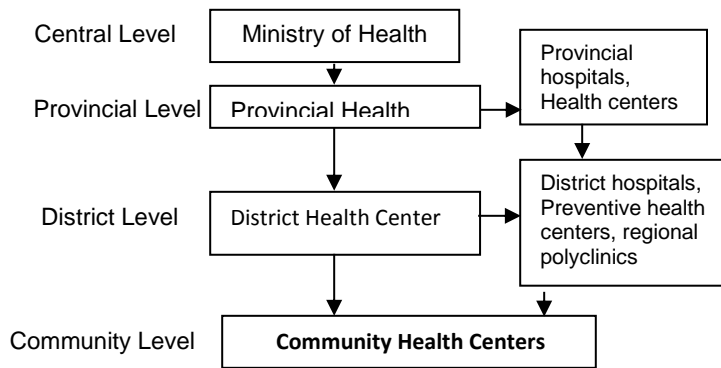 Central Level
Ministry of Health
Provincial hospitals,
Health centers
Provincial Level
Provincial Health
District Level
District Health Center
District hospitals,
Preventive health
centers, regional
polyclinics
Community Level
Community Health Centers